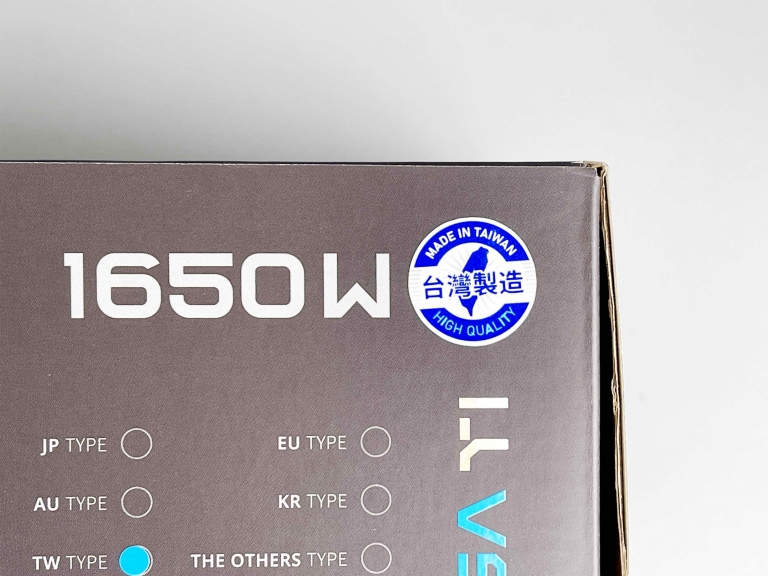 1650W
MADE IN TAIWAN
台灣製造
HIGH QUALITY
JP TYPE
EU TYPE
AU TYPE
KR TYPE
TW TYPE
THE OTHERS TYPE